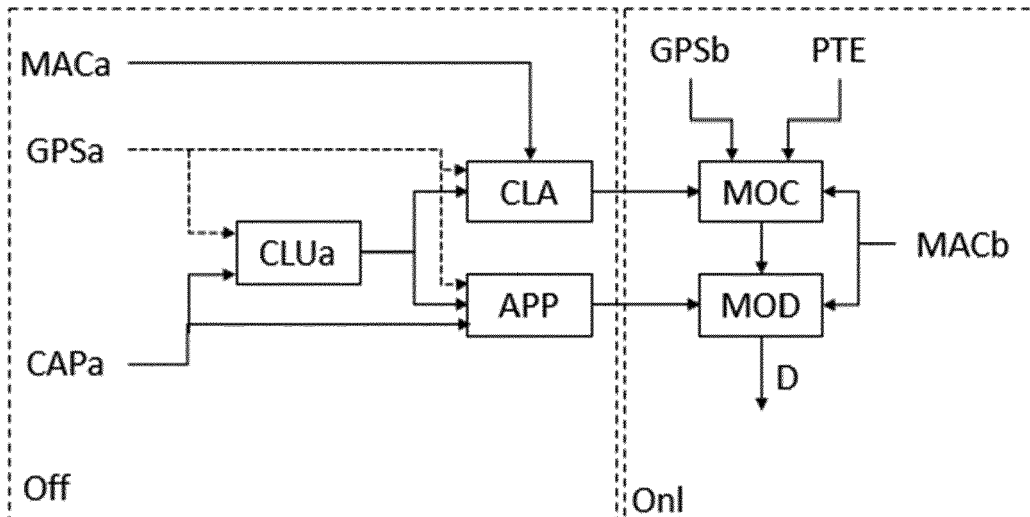 MACa
GPSa
CAPa
CLUa
CLA
APP
Off
GPSb
PTE
MOC
MOD
MACb
D
Onl